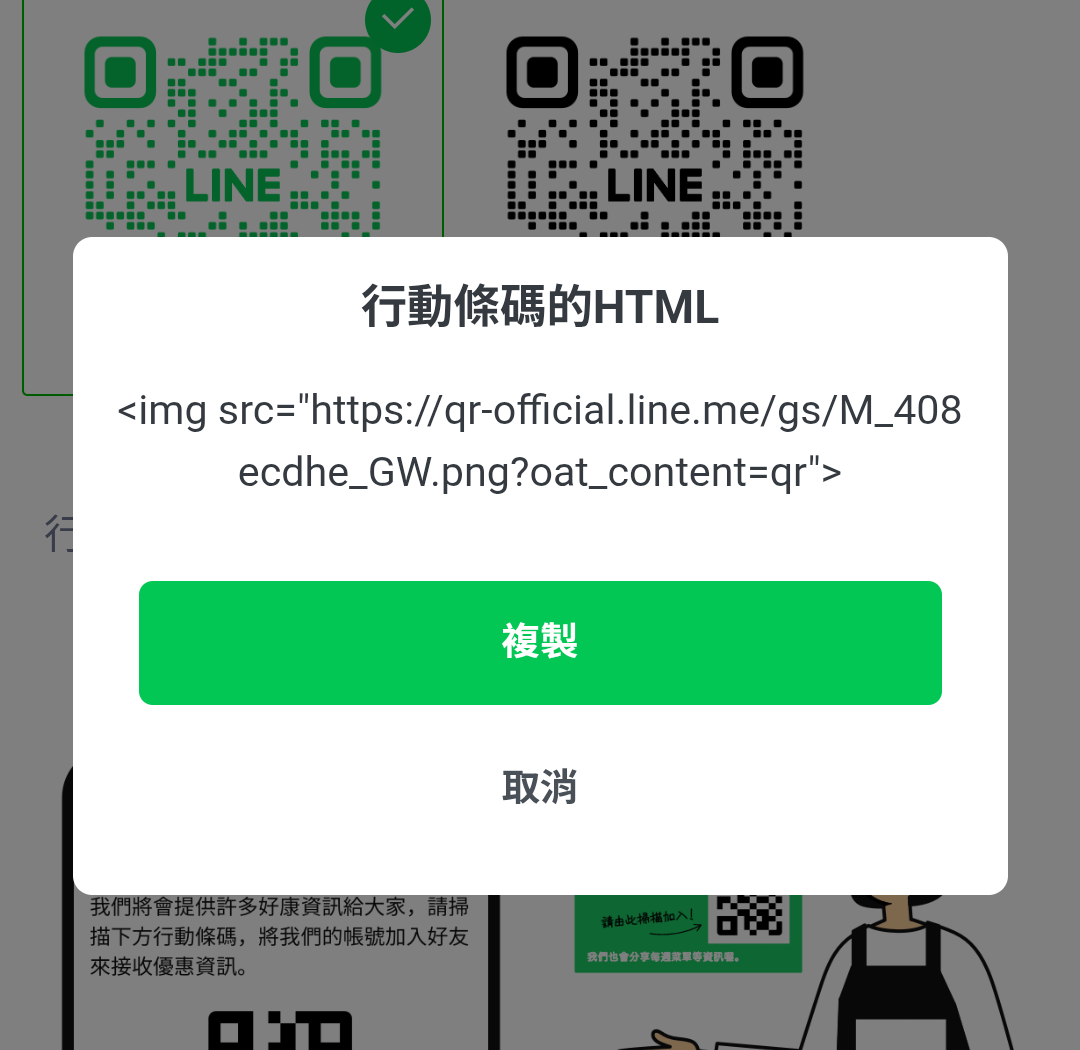 LINE
LINE
行動條碼的HTML
<img src="https://qr-official.line.me/gs/M_408
ecdhe_GW.png?oat_content=qr">
行
複製
取消
我們將會提供許多好康資訊給大家，請掃
描下方行動條碼，將我們的帳號加入好友
來接收優惠資訊。
請由此掃描加入!
我們也會分享每週菜單等資訊喔。